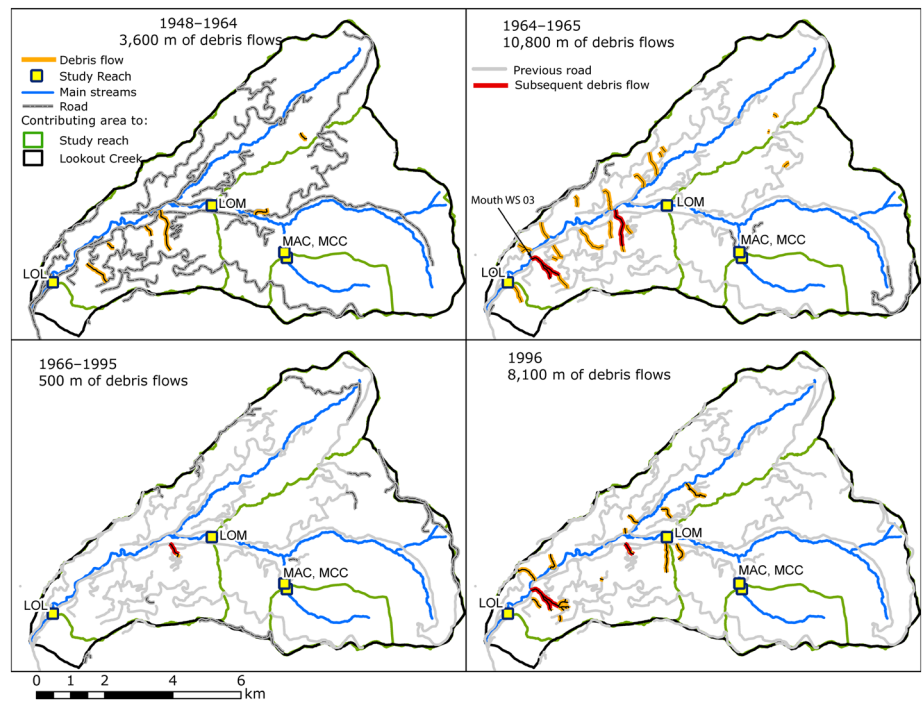 1948–1964
3,600 m of debris flows
Debris flow
Study Reach
Main streams
Road
Contributing area to:
Study reach
Lookout Creek
LOM
MAC, MCC
LOL
1964–1965
10,800 m of debris flows
Previous road
Subsequent debris flow
Mouth WS 03
LOM
MAC, MCC
LOL
1966–1995
500 m of debris flows
LOM
MAC, MCC
LOL
1996
8,100 m of debris flows
LOM
MAC, MCC
LOL
0 1 2 4 6
km